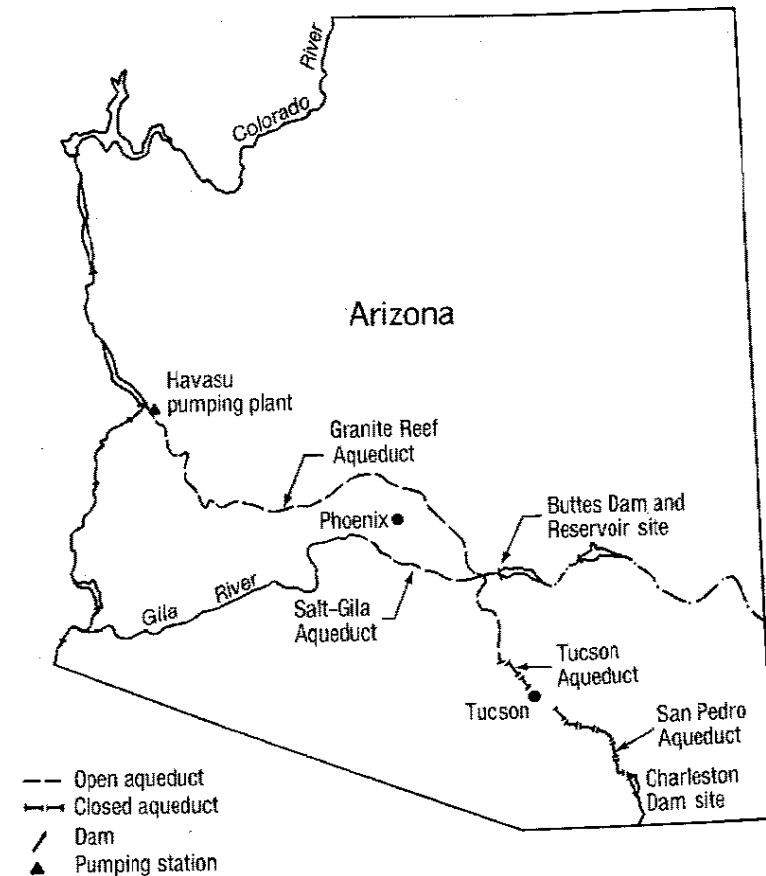 River
Colorado
Arizona
Havasu
pumping plant
Granite Reef
Aqueduct
Phoenix
Buttes Dam and
Reservoir site
Gila River
Salt-Gila
Aqueduct
Tucson
Aqueduct
Tucson
San Pedro
Aqueduct
Charleston
Dam site
Open aqueduct
Closed aqueduct
Dam
Pumping station